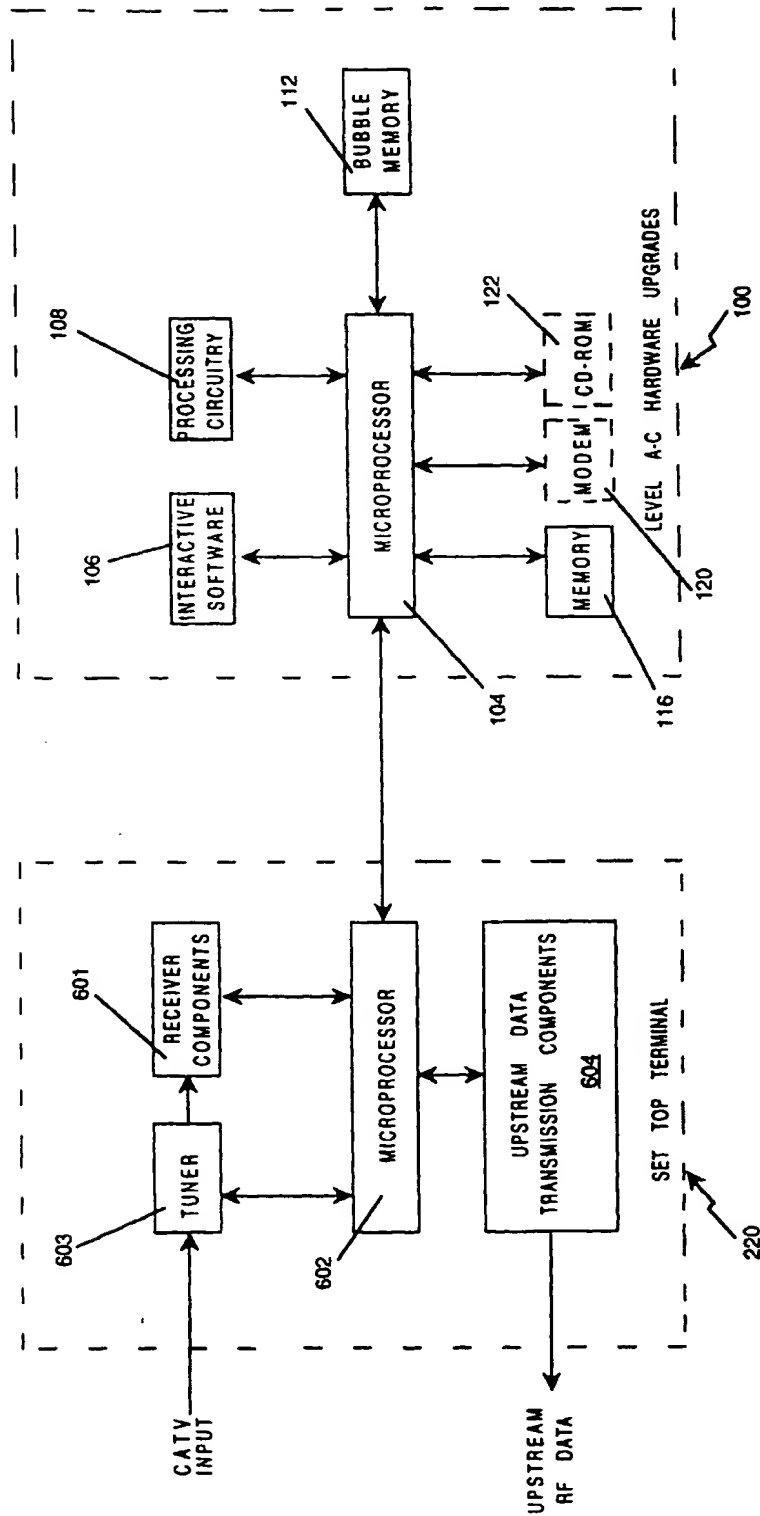 CATV
INPUT
603
TUNER
601
RECEIVER
COMPONENTS
MICROPROCESSOR
602
UPSTREAM DATA
TRANSMISSION COMPONENTS
604
UPSTREAM
RF DATA
SET TOP TERMINAL
220
106
INTERACTIVE
SOFTWARE
108
PROCESSING
CIRCUITRY
MICROPROCESSOR
104
112
BUBBLE
MEMORY
MEMORY
116
MODEM
120
CD-ROM
122
LEVEL A-C HARDWARE UPGRADES
100